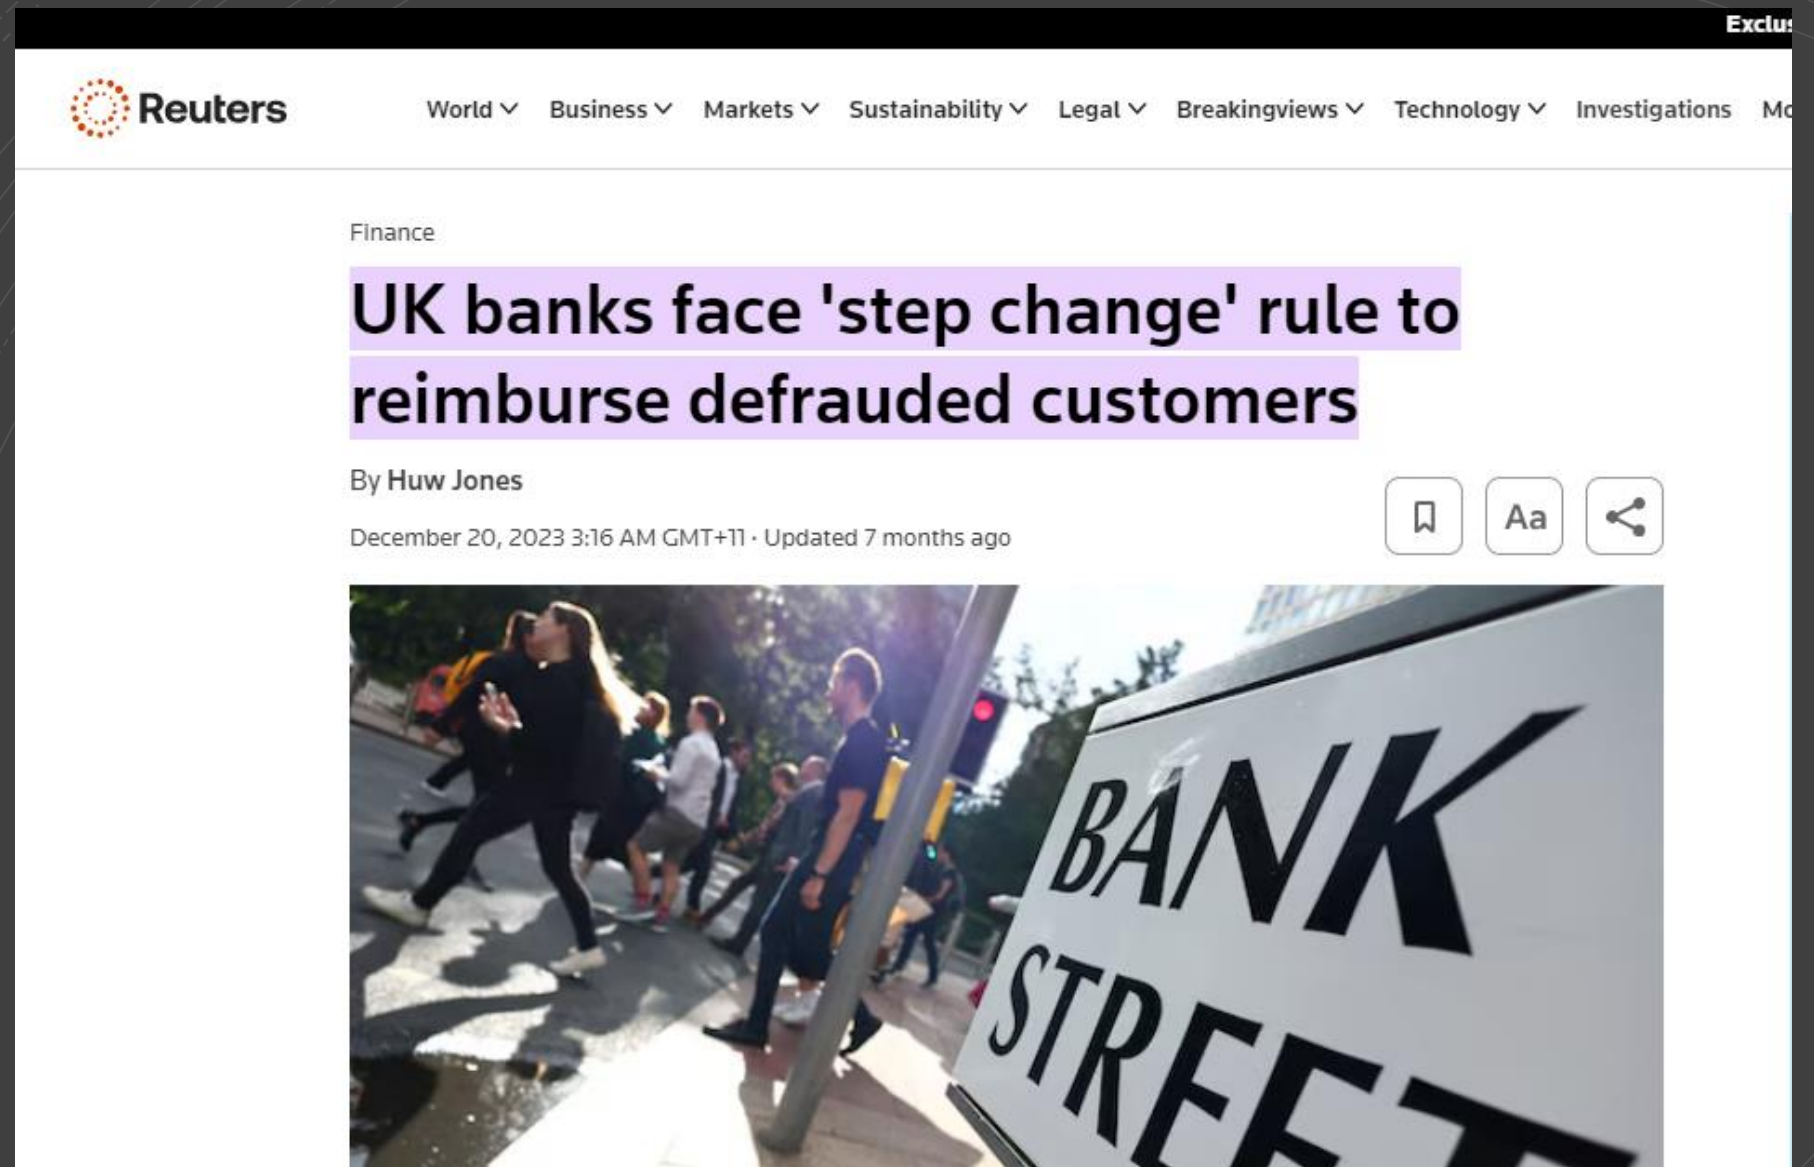 Reuters
World Business Markets Sustainability Legal Breakingviews Technology Investigations
Finance
UK banks face 'step change' rule to
reimburse defrauded customers
By Huw Jones
December 20, 2023 3:16 AM GMT+11 · Updated 7 months ago
Aa
BANK
STREET